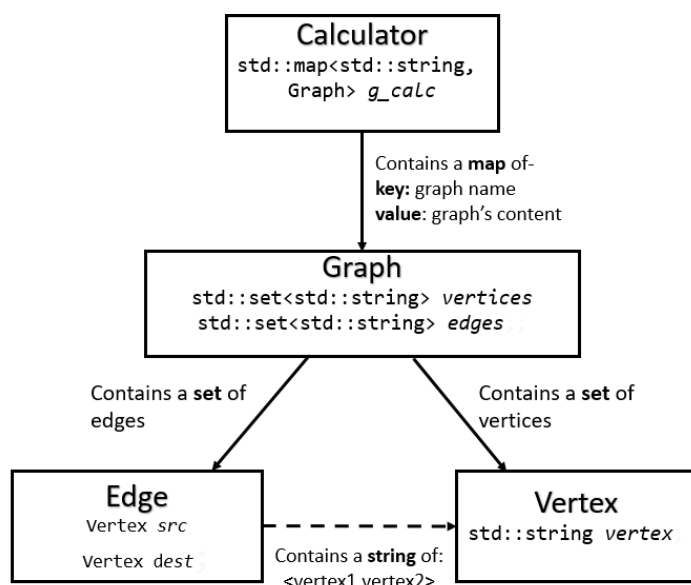 Calculator
std::map<std::string,
Graph> g_calc
Contains a map of-
key: graph name
value: graph's content
Graph
std::set<std::string> vertices
std::set<std::string> edges;;
Contains a set of
edges
Contains a set of
vertices
Edge
Vertex src
Vertex dest;
Vertex
std::string vertex;
Contains a string of:
<vertex1,vertex2>